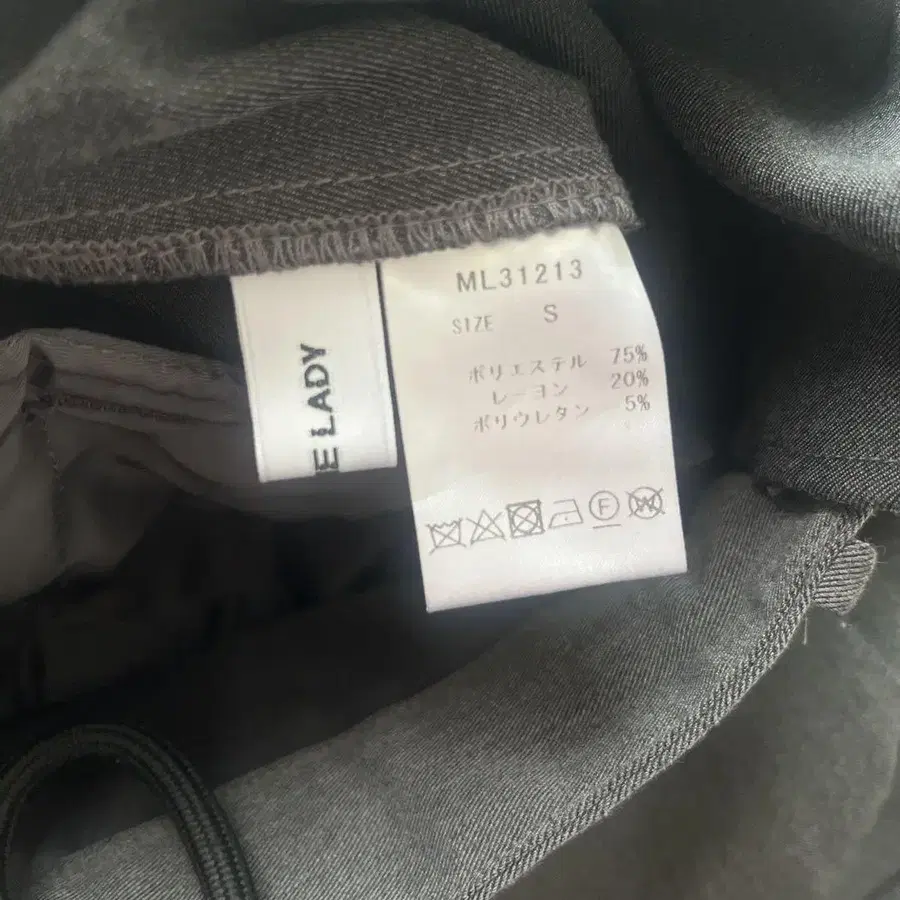 E LADY
ML31213
SIZE S
ポリエステル 75%
レーヨン 20%
ポリウレタン 5%
F
W